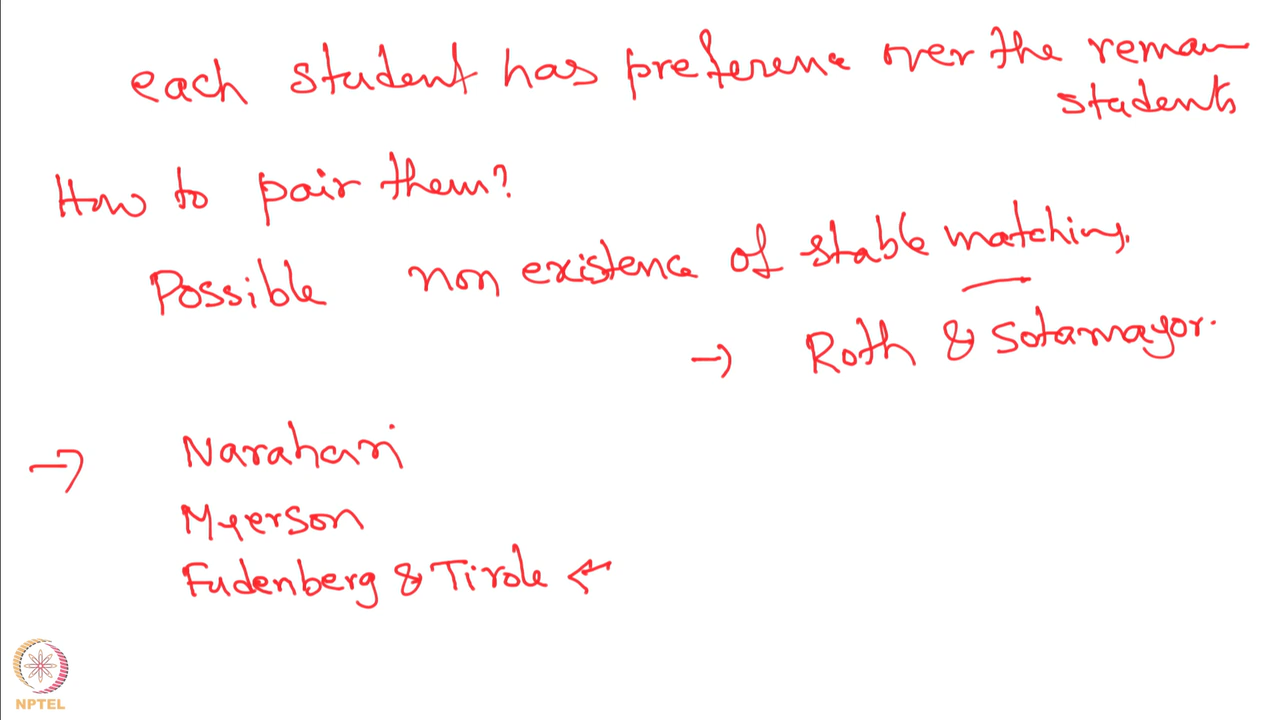 each student has preference over the reman
students
How to pair them?
Possible non existence of stable matching.
→ Roth & Sotamayor.
→ Narahari
Myerson
Fudenberg & Tirole ←
NPTEL